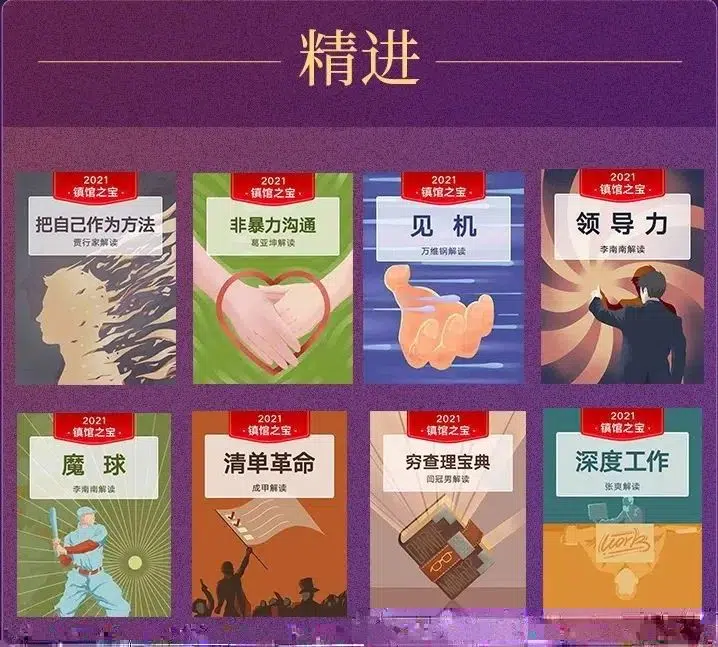 精进
2021
镇馆之宝
把自己作为方法
贾行家解读
2021
镇馆之宝
非暴力沟通
葛亚坤解读
2021
镇馆之宝
见机
万维钢解读
2021
镇馆之宝
领导力
李南南解读
2021
镇馆之宝
魔球
李南南解读
2021
镇馆之宝
清单革命
成甲解读
2021
镇馆之宝
穷查理宝典
闫冠男解读
2021
镇馆之宝
深度工作
张爽解读
Work